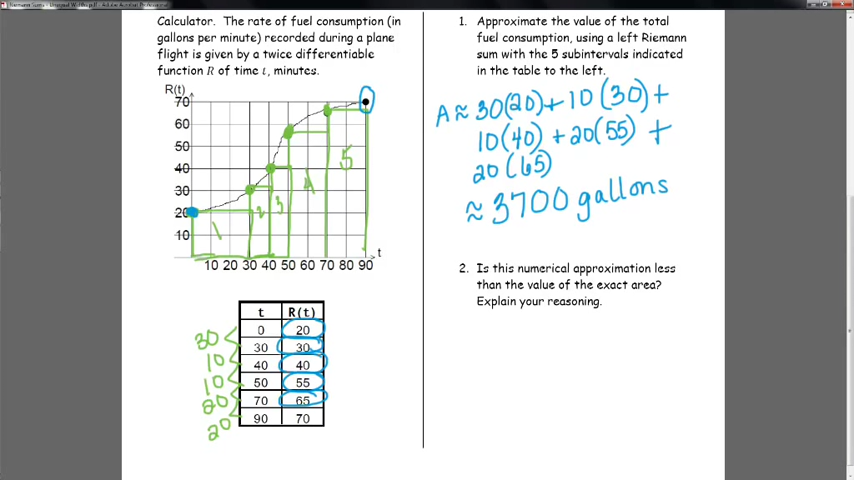 Calculator. The rate of fuel consumption (in
gallons per minute) recorded during a plane
flight is given by a twice differentiable
function R of time t, minutes.
R(t)
70
60
50
40
30
20
10
10 20 30 40 50 60 70 80 90
t
1 2 3 4 5
t R(t)
0 20
30 30
40 40
50 55
70 65
90 70
30
10
10
20
20
1. Approximate the value of the total
fuel consumption, using a left Riemann
sum with the 5 subintervals indicated
in the table to the left.
A ≈ 30(20) + 10(30) +
10(40) + 20(55) +
20(65)
≈ 3700 gallons
2. Is this numerical approximation less
than the value of the exact area?
Explain your reasoning.